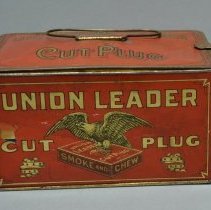 CUT PLUG
UNION LEADER
CUT PLUG
SMOKE AND CHEW